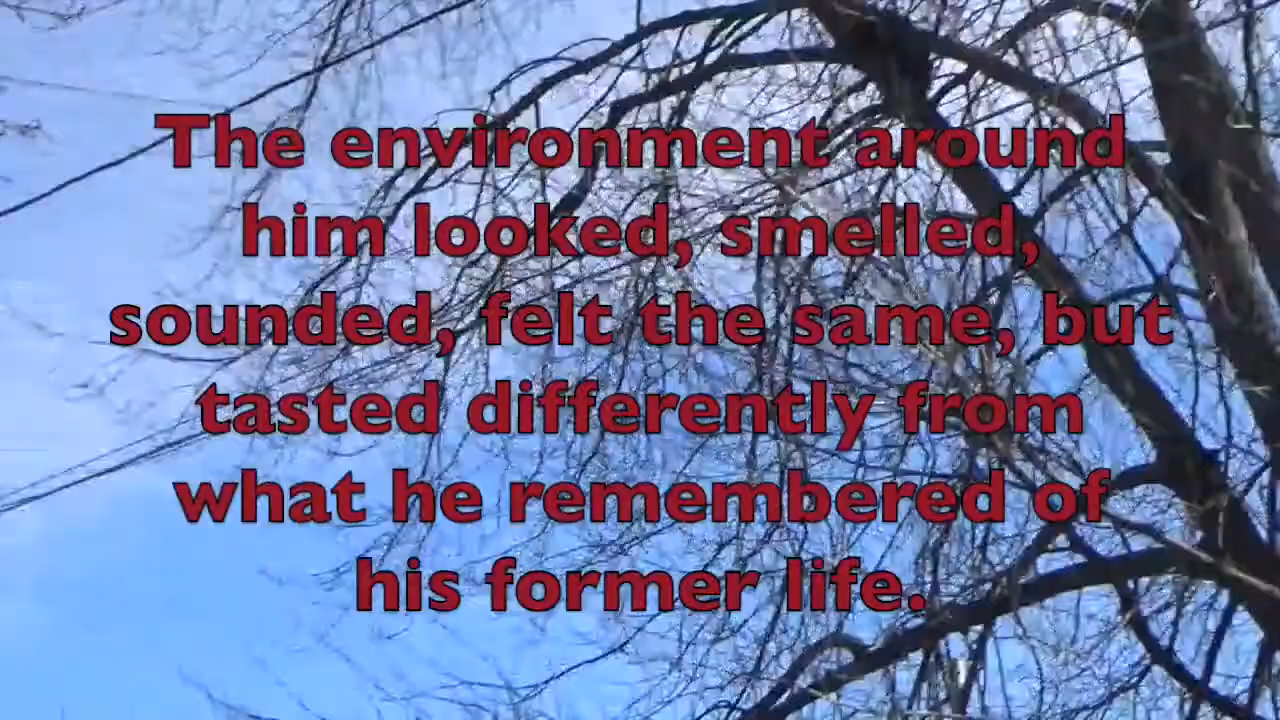 The environment around
him looked, smelled,
sounded, felt the same, but
tasted differently from
what he remembered of
his former life.